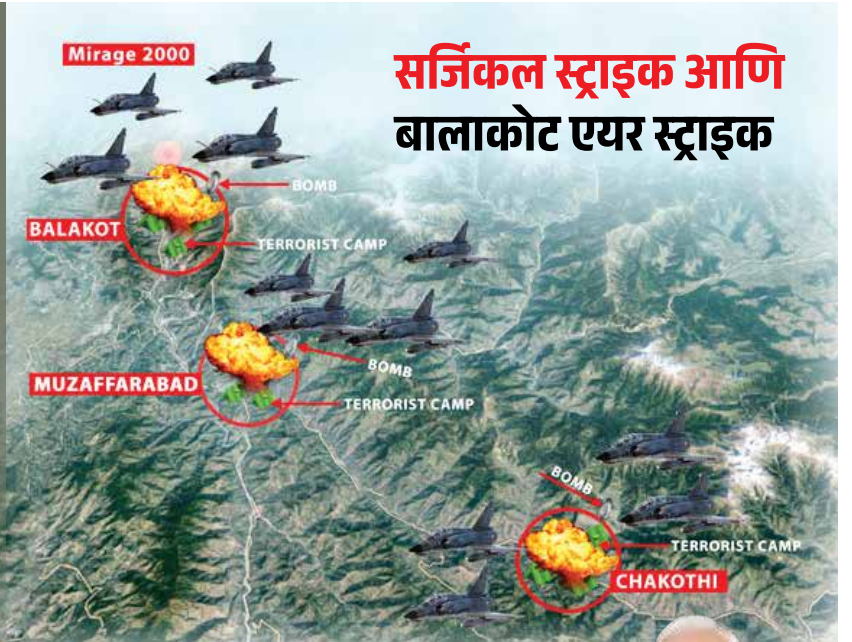 Mirage 2000
सर्जिकल स्ट्राइक आणि
बालाकोट एयर स्ट्राइक
BOMB
BALAKOT
TERRORIST CAMP
BOMB
MUZAFFARABAD
TERRORIST CAMP
BOMB
TERRORIST CAMP
CHAKOTHI